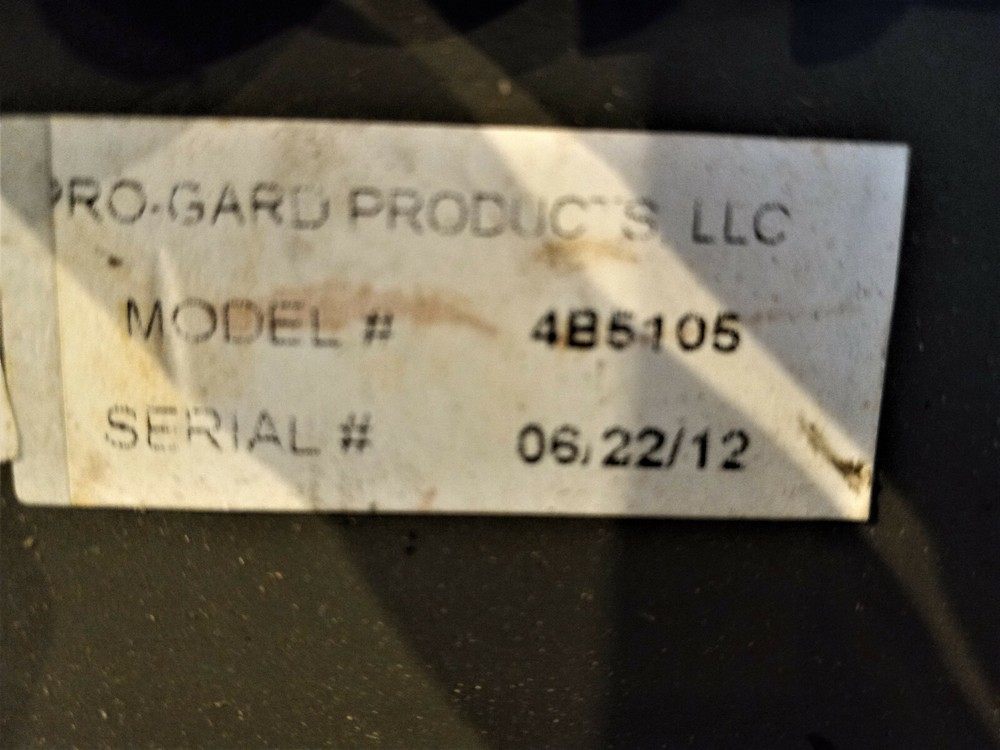 PRO-GARD PRODUCTS LLC
MODEL # 4B5105
SERIAL # 06/22/12